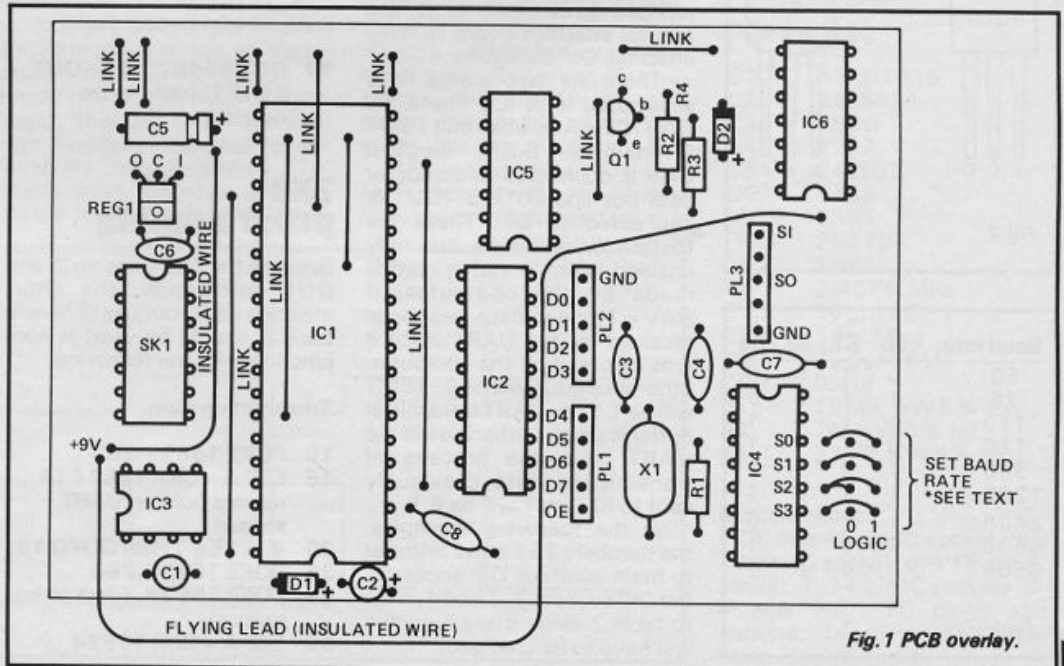 LINK
LINK
LINK
LINK
LINK
C5
+
O C I
REG1
O
C6
INSULATED WIRE
SK1
LINK
LINK
LINK
LINK
IC1
+9V
IC3
C1
D1
+
C2
+
C8
FLYING LEAD (INSULATED WIRE)
IC5
LINK
IC2
GND
D0
D1
D2
D3
PL2
D4
D5
D6
D7
OE
PL1
LINK
c
b
e
Q1
R2
R4
R3
D2
+
IC6
SI
SO
GND
PL3
C3
C4
C7
X1
R1
IC4
S0
S1
S2
S3
0 1
LOGIC
SET BAUD
RATE
*SEE TEXT
Fig. 1 PCB overlay.